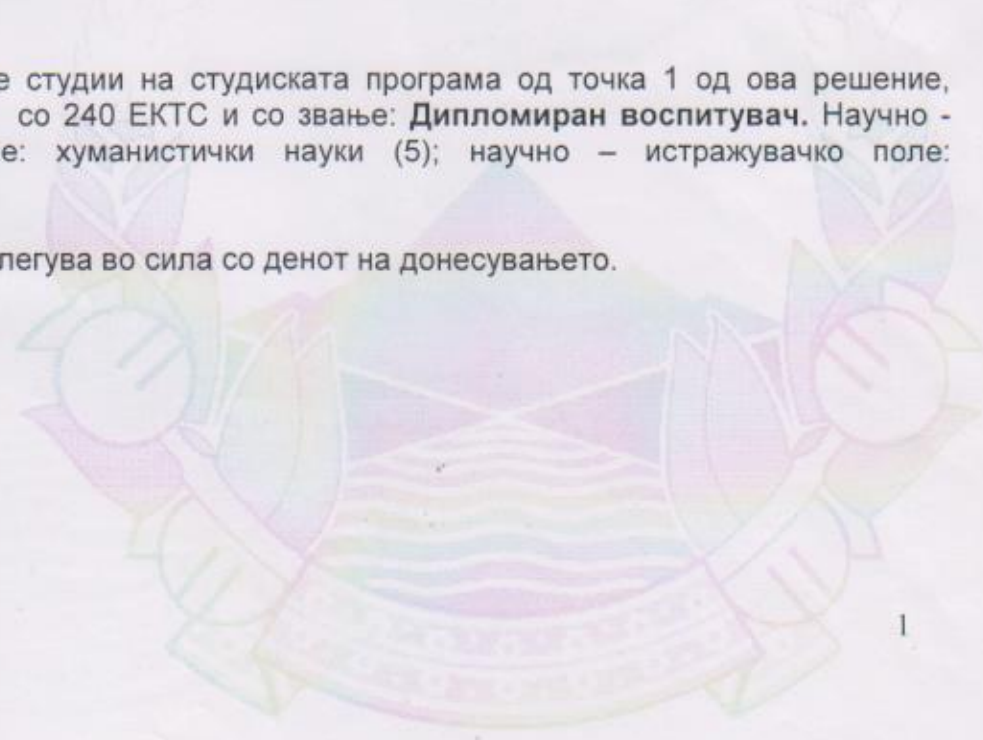 е студии на студиската програма од точка 1 од ова решение,
со 240 ЕКТС и со звање: Дипломиран воспитувач. Научно -
е: хуманистички науки (5); научно – истражувачко поле:
легува во сила со денот на донесувањето.
1